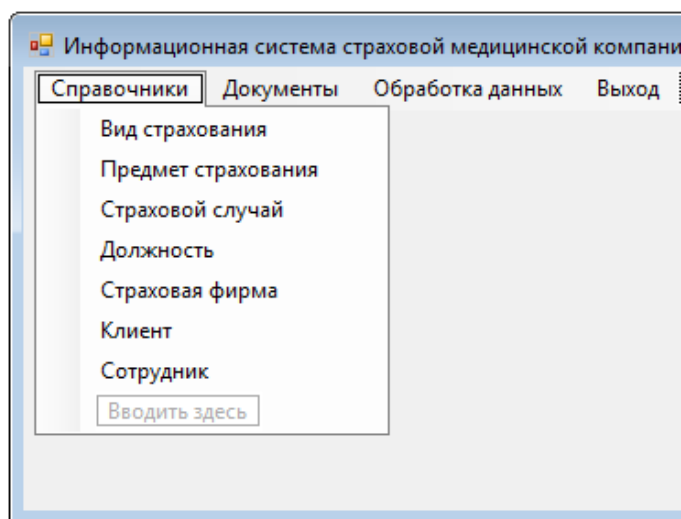 Информационная система страховой медицинской компани
Справочники Документы Обработка данных Выход
Вид страхования
Предмет страхования
Страховой случай
Должность
Страховая фирма
Клиент
Сотрудник
Вводить здесь